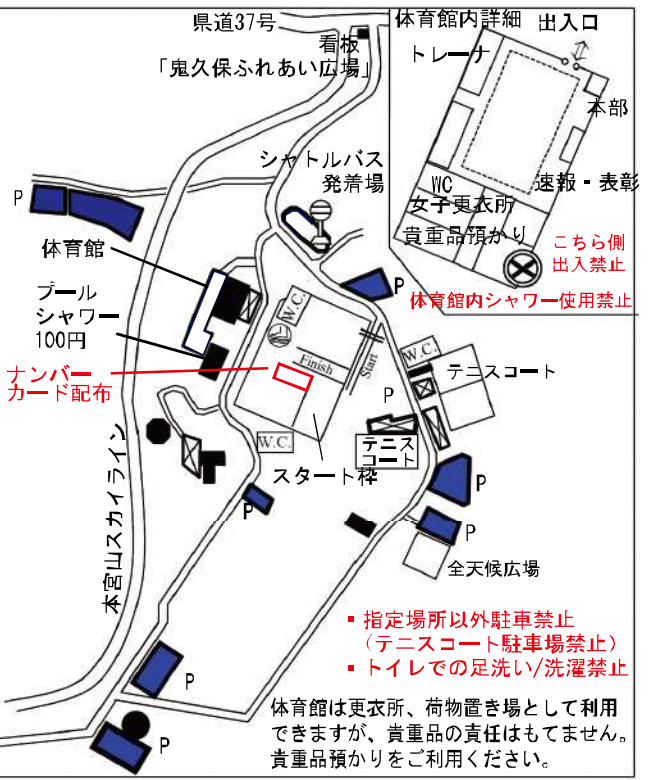 県道37号
看板
「鬼久保ふれあい広場」
体育館内詳細
出入口
トレーナ
本部
WC
速報・表彰
女子更衣所
貴重品預かり
こちら側
出入禁止
体育館内シャワー使用禁止
シャトルバス
発着場
P
体育館
P
プール
シャワー
100円
W.C.
Finish
Start
W.C.
テニスコート
ナンバー
カード配布
P
W.C.
テニス
コート
スタート枠
P
P
P
本宮山スカイライン
全天候広場
▪指定場所以外駐車禁止
(テニスコート駐車場禁止)
▪トイレでの足洗い/洗濯禁止
P
P
体育館は更衣所、荷物置き場として利用
できますが、貴重品の責任はもてません。
貴重品預かりをご利用ください。